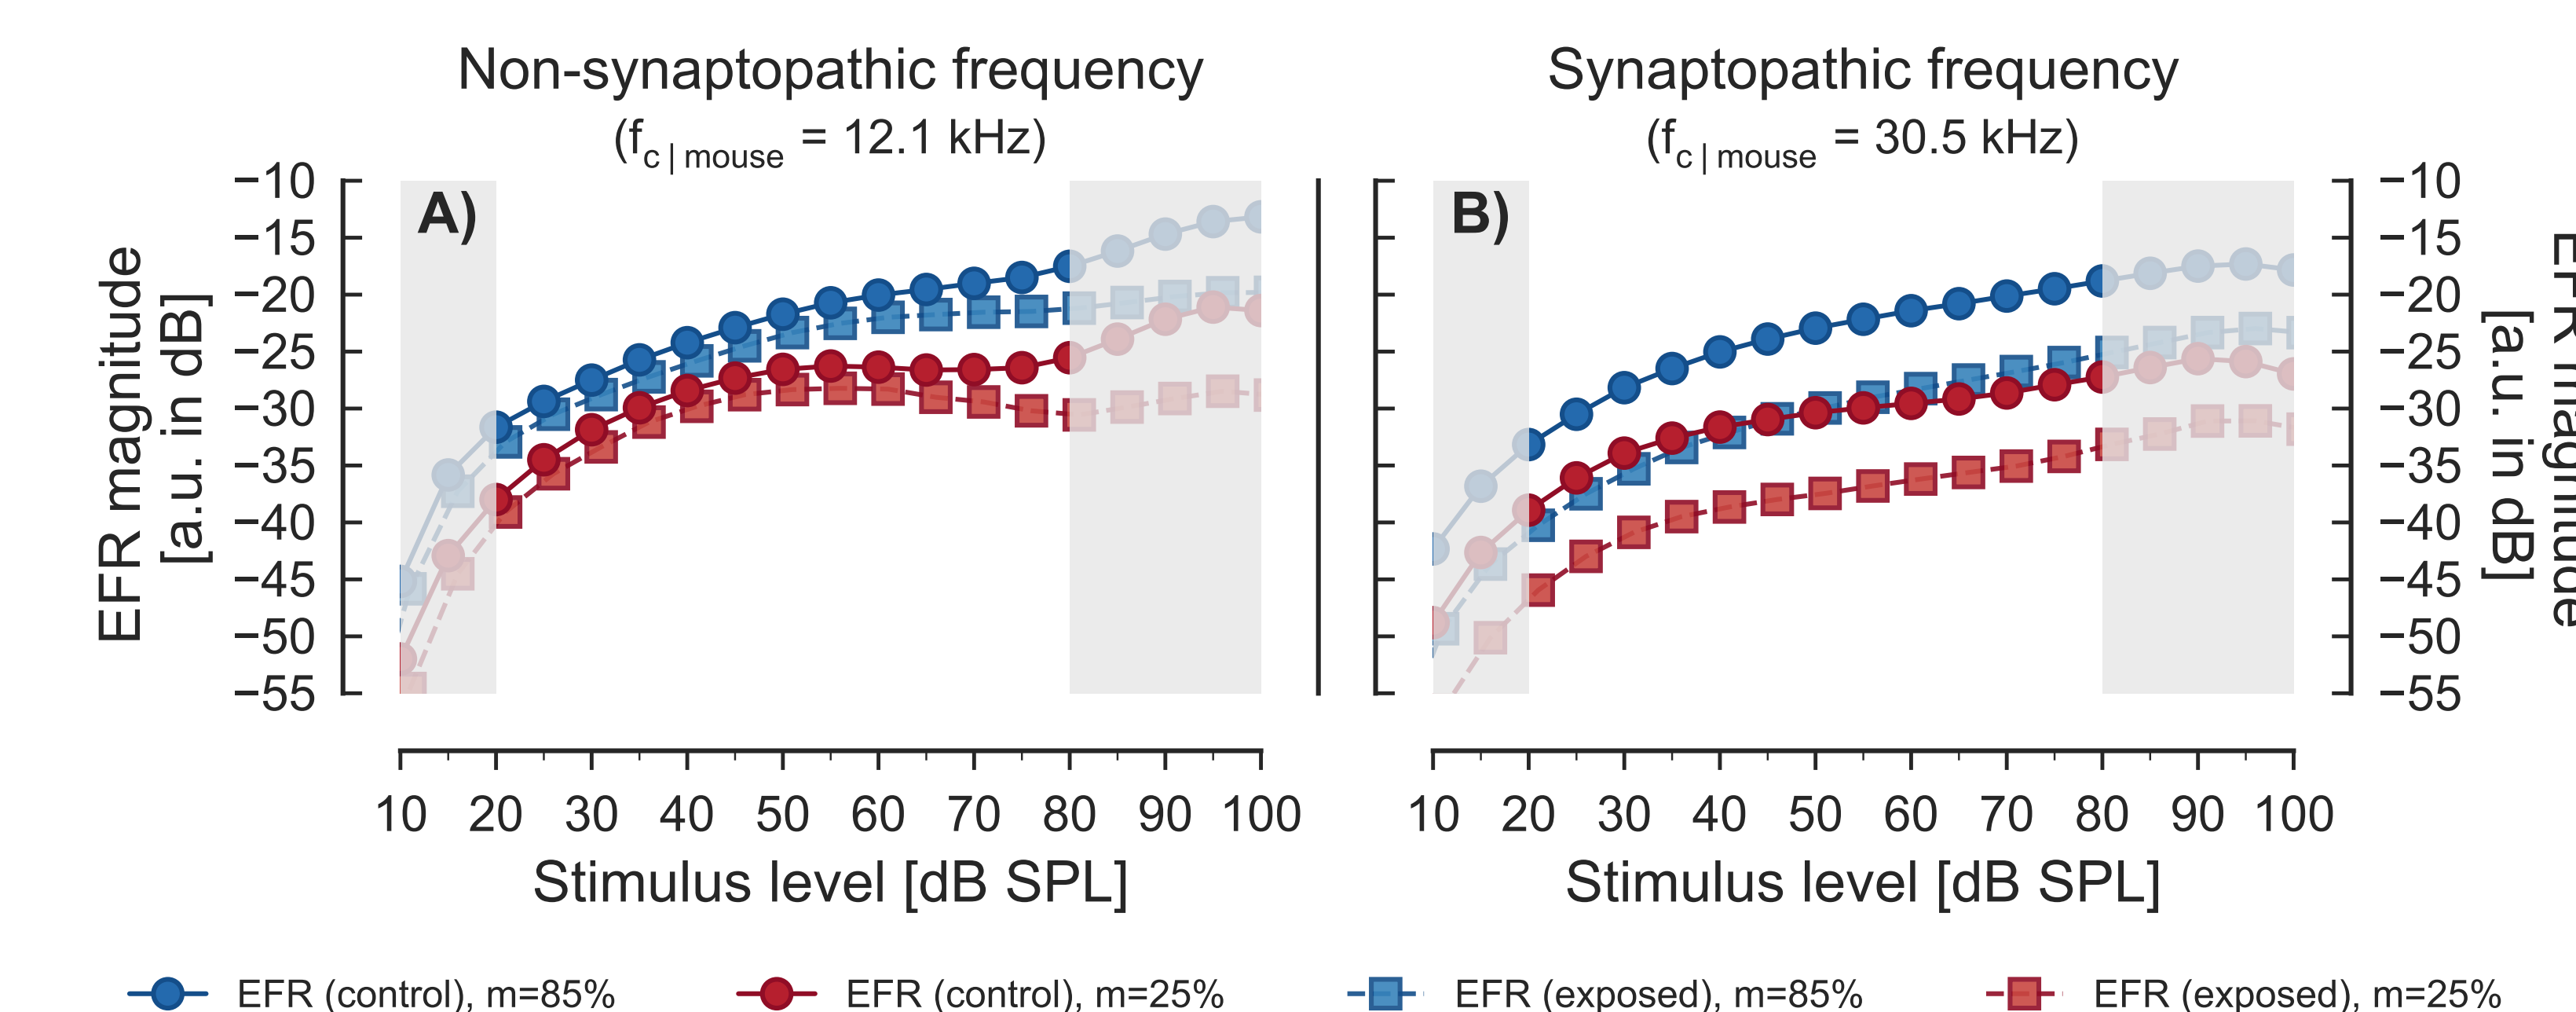 Non-synaptopathic frequency
(fc | mouse = 12.1 kHz)
Synaptopathic frequency
(fc | mouse = 30.5 kHz)
A)
B)
EFR magnitude
[a.u. in dB]
−10
−15
−20
−25
−30
−35
−40
−45
−50
−55
−10
−15
−20
−25
−30
−35
−40
−45
−50
−55
EFR magnitude
[a.u. in dB]
10 20 30 40 50 60 70 80 90 100
10 20 30 40 50 60 70 80 90 100
Stimulus level [dB SPL]
Stimulus level [dB SPL]
EFR (control), m=85%
EFR (control), m=25%
EFR (exposed), m=85%
EFR (exposed), m=25%